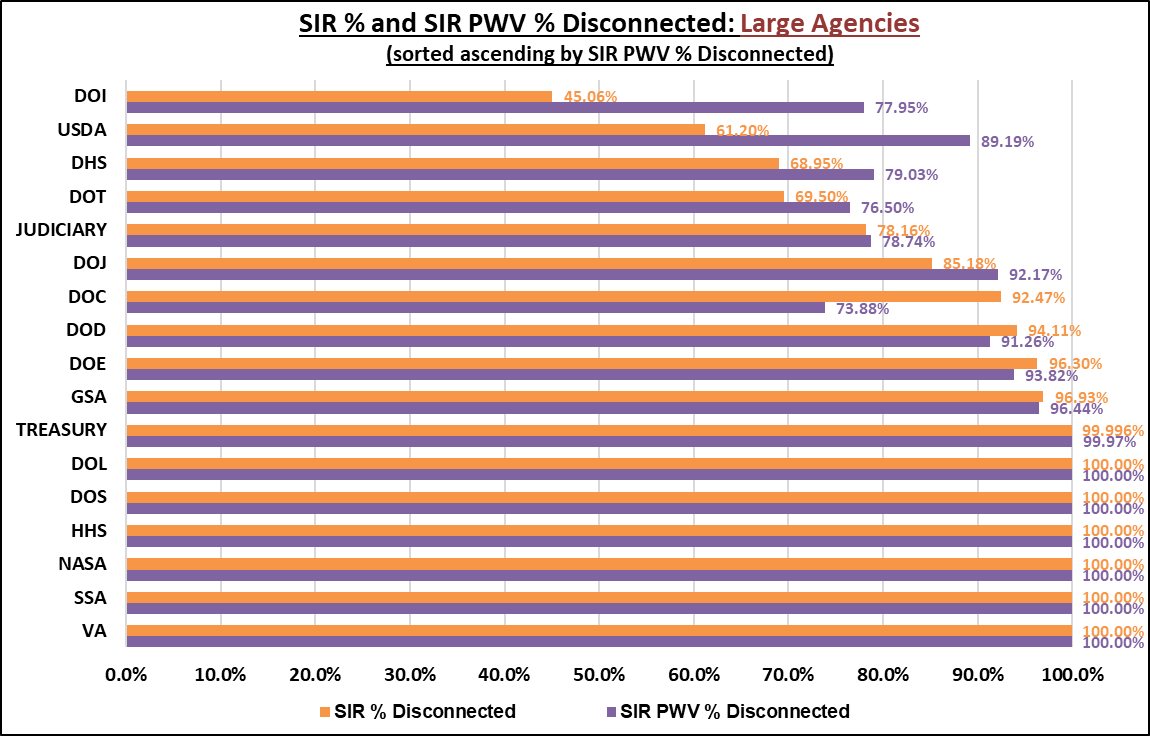 SIR % and SIR PWV % Disconnected: Large Agencies
(sorted ascending by SIR PWV % Disconnected)
DOI
45.06%
77.95%
USDA
61.20%
89.19%
DHS
68.95%
79.03%
DOT
69.50%
76.50%
JUDICIARY
78.16%
78.74%
DOJ
85.18%
92.17%
DOC
92.47%
73.88%
DOD
94.11%
91.26%
DOE
96.30%
93.82%
GSA
96.93%
96.44%
TREASURY
99.996%
99.97%
DOL
100.00%
100.00%
DOS
100.00%
100.00%
HHS
100.00%
100.00%
NASA
100.00%
100.00%
SSA
100.00%
100.00%
VA
100.00%
100.00%
0.0% 10.0% 20.0% 30.0% 40.0% 50.0% 60.0% 70.0% 80.0% 90.0% 100.0%
SIR % Disconnected SIR PWV % Disconnected